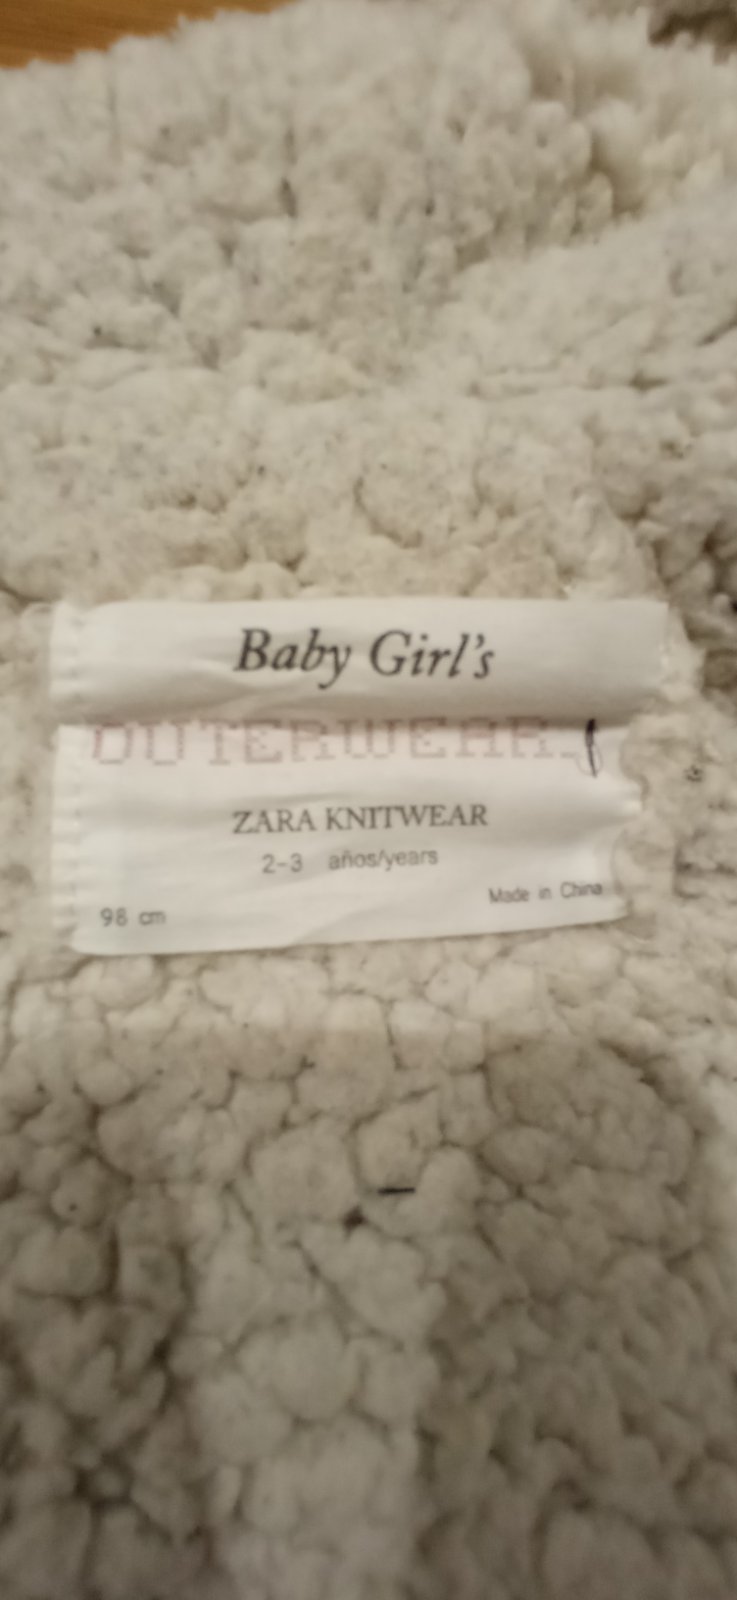 Baby Girl's
OUTERWEAR
ZARA KNITWEAR
2-3 años/years
98 cm
Made in China